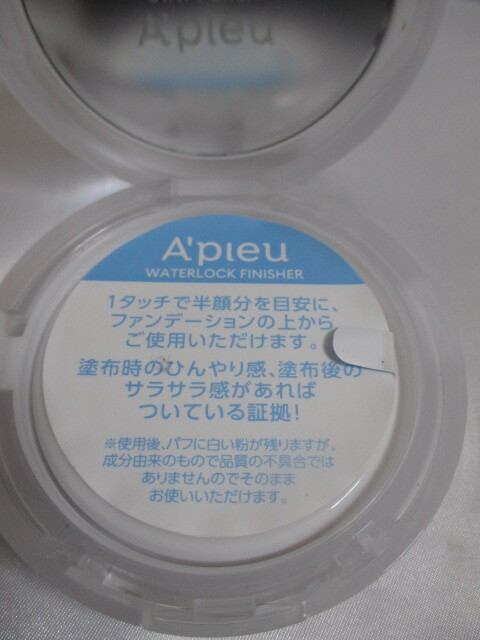 A'pieu
A'pieu
WATERLOCK FINISHER
1タッチで半顔分を目安に、
ファンデーションの上から
ご使用いただけます。
塗布時のひんやり感、塗布後の
サラサラ感があれば
ついている証拠!
※使用後、パフに白い粉が残りますが、
成分由来のもので品質の不具合では
ありませんのでそのまま
お使いいただけます。